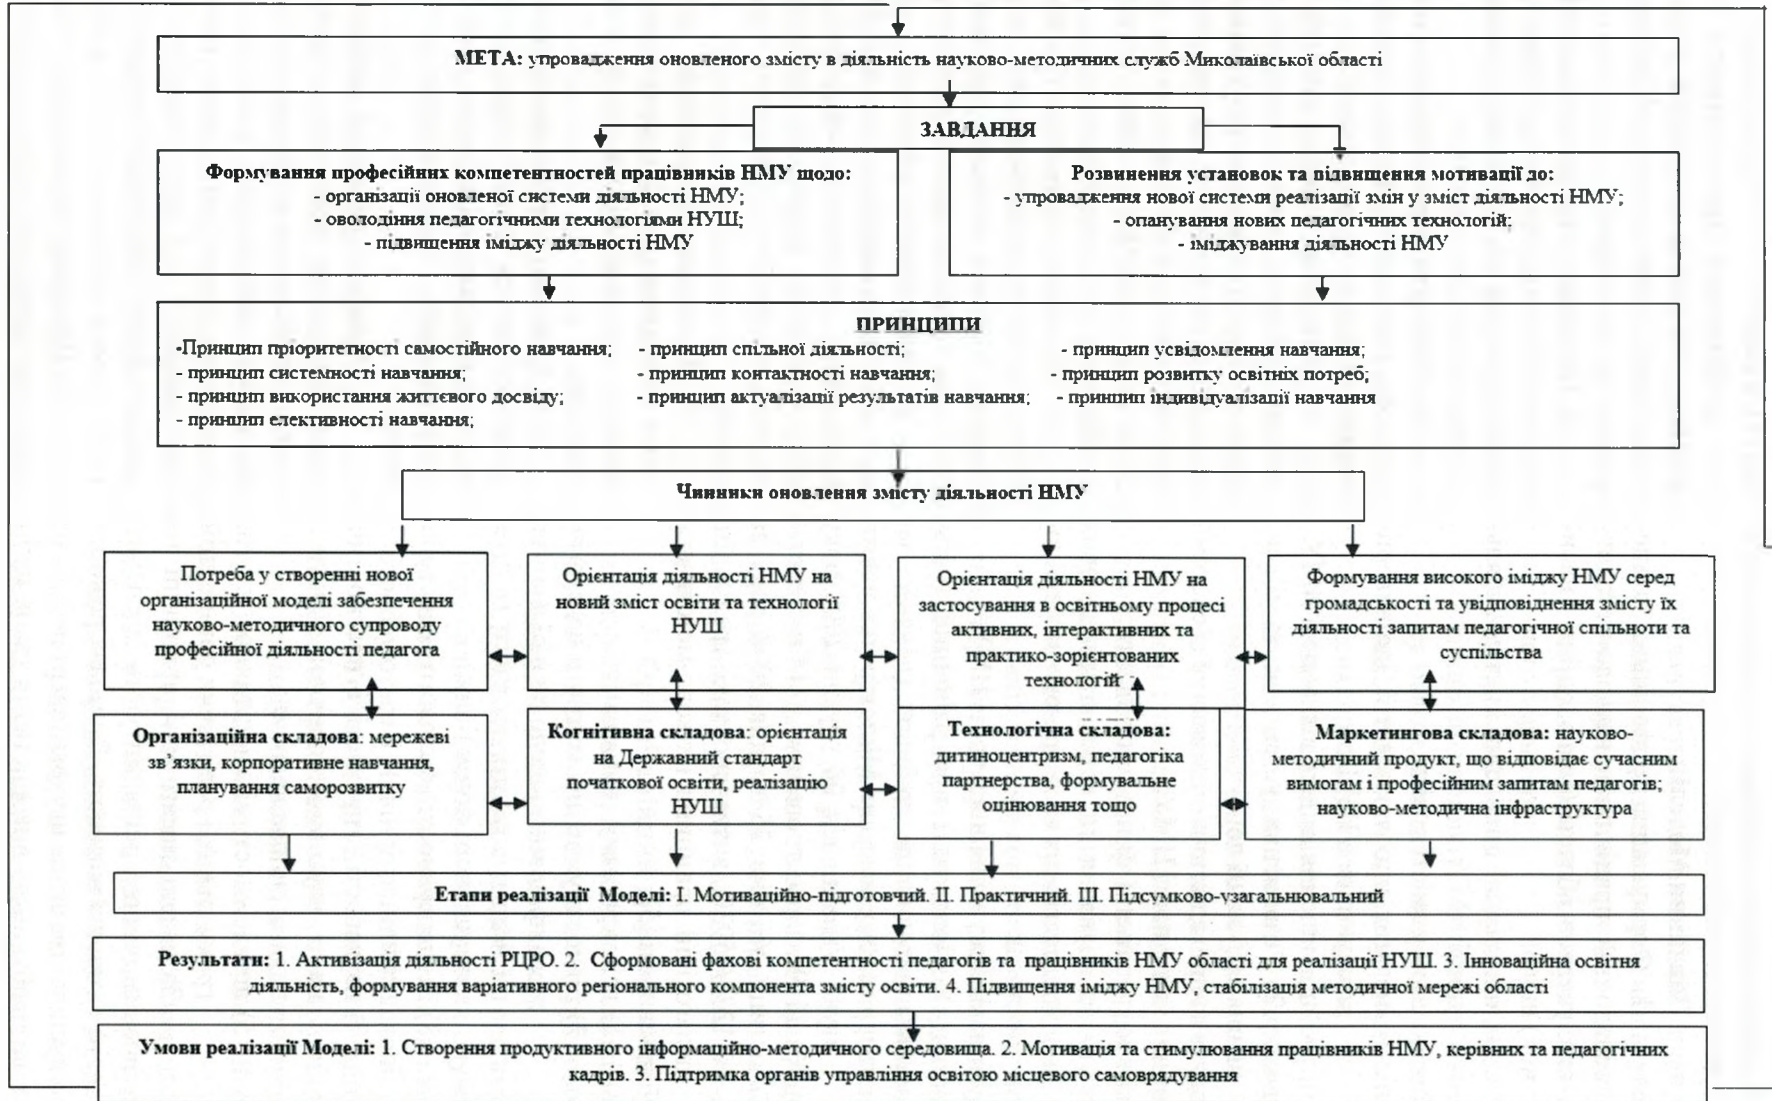 МЕТА: упровадження оновленого змісту в діяльність науково-методичних служб Миколаївської області
ЗАВДАННЯ
Формування професійних компетентностей працівників НМУ щодо:
- організації оновленої системи діяльності НМУ;
- оволодіння педагогічними технологіями НУШ;
- підвищення іміджу діяльності НМУ
Розвинення установок та підвищення мотивації до:
- упровадження нової системи реалізації змін у зміст діяльності НМУ;
- опанування нових педагогічних технологій;
- іміджування діяльності НМУ
ПРИНЦИПИ
-Принцип пріоритетності самостійного навчання;
- принцип системності навчання;
- принцип використання життєвого досвіду;
- принцип елективності навчання;
- принцип спільної діяльності;
- принцип контактності навчання;
- принцип актуалізації результатів навчання;
- принцип усвідомлення навчання;
- принцип розвитку освітніх потреб;
- принцип індивідуалізації навчання
Чинники оновлення змісту діяльності НМУ
Потреба у створенні нової
організаційної моделі забезпечення
науково-методичного супроводу
професійної діяльності педагога
Орієнтація діяльності НМУ на
новий зміст освіти та технології
НУШ
Орієнтація діяльності НМУ на
застосування в освітньому процесі
активних, інтерактивних та
практико-зорієнтованих
технологій
Формування високого іміджу НМУ серед
громадськості та увідповіднення змісту їх
діяльності запитам педагогічної спільноти та
суспільства
Організаційна складова: мережеві
зв’язки, корпоративне навчання,
планування саморозвитку
Когнітивна складова: орієнтація
на Державний стандарт
початкової освіти, реалізацію
НУШ
Технологічна складова:
дитиноцентризм, педагогіка
партнерства, формувальне
оцінювання тощо
Маркетингова складова: науково-
методичний продукт, що відповідає сучасним
вимогам і професійним запитам педагогів;
науково-методична інфраструктура
Етапи реалізації Моделі: І. Мотиваційно-підготовчий. ІІ. Практичний. ІІІ. Підсумково-узагальнювальний
Результати: 1. Активізація діяльності РЦРО. 2. Сформовані фахові компетентності педагогів та працівників НМУ області для реалізації НУШ. 3. Інноваційна освітня
діяльність, формування варіативного регіонального компонента змісту освіти. 4. Підвищення іміджу НМУ, стабілізація методичної мережі області
Умови реалізації Моделі: 1. Створення продуктивного інформаційно-методичного середовища. 2. Мотивація та стимулювання працівників НМУ, керівних та педагогічних
кадрів. 3. Підтримка органів управління освітою місцевого самоврядування